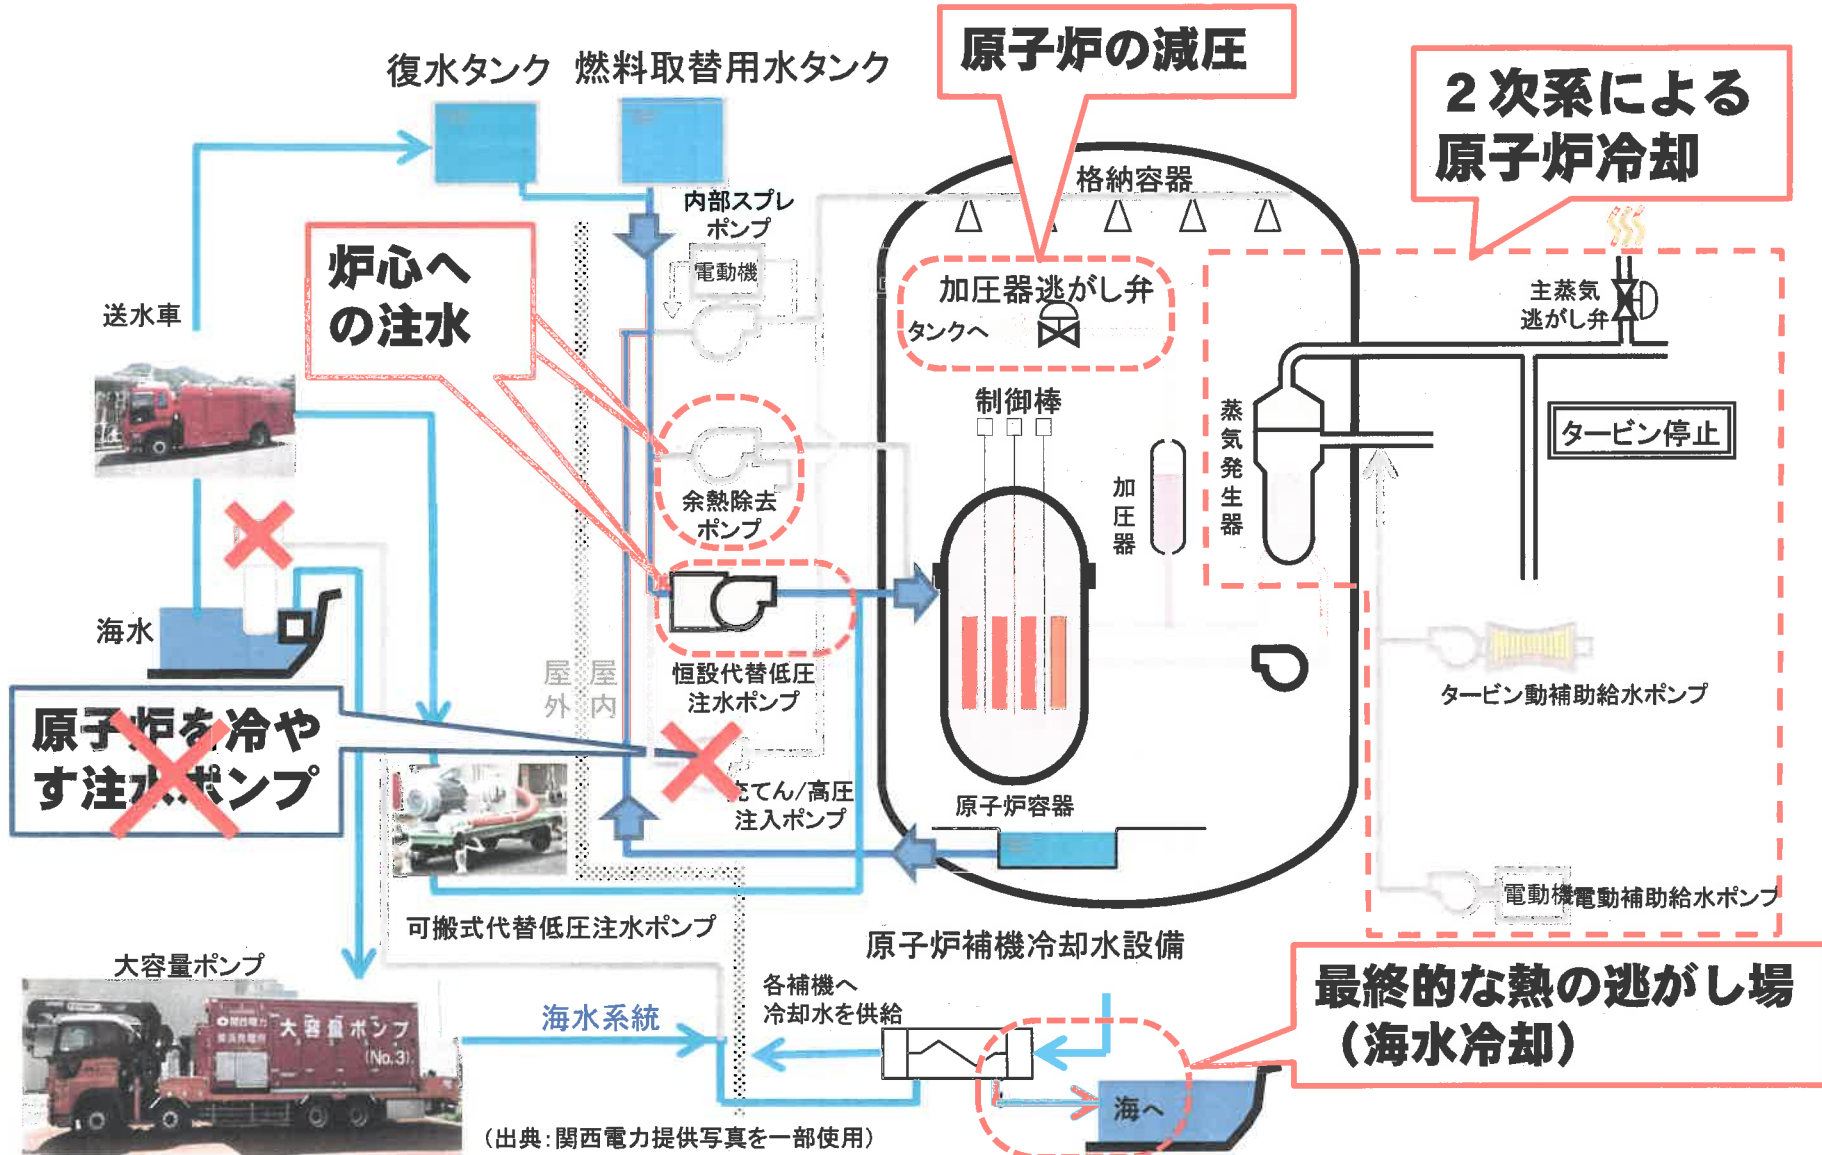 復水タンク
燃料取替用水タンク
原子炉の減圧
2次系による
原子炉冷却
格納容器
内部スプレ
ポンプ
電動機
炉心へ
の注水
送水車
加圧器逃がし弁
タンクへ
主蒸気
逃がし弁
制御棒
蒸気発生器
タービン停止
加圧器
余熱除去
ポンプ
海水
屋外
屋内
恒設代替低圧
注水ポンプ
タービン動補助給水ポンプ
原子炉を冷や
す注水ポンプ
充てん/高圧
注入ポンプ
原子炉容器
電動機
電動補助給水ポンプ
可搬式代替低圧注水ポンプ
原子炉補機冷却水設備
大容量ポンプ
各補機へ
冷却水を供給
海水系統
最終的な熱の逃がし場
（海水冷却）
関西電力
大容量ポンプ
(No.3)
海へ
（出典：関西電力提供写真を一部使用）